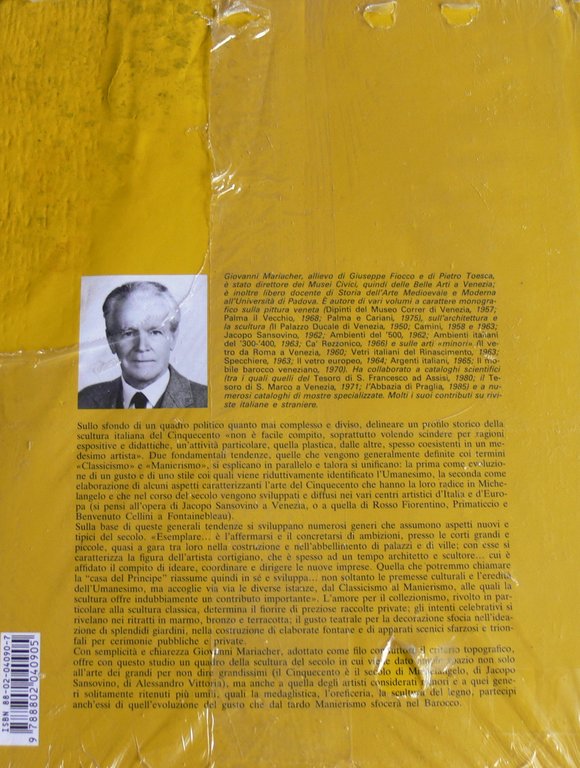 Giovanni Mariacher, allievo di Giuseppe Fiocco e di Pietro Toesca,
è stato direttore dei Musei Civici, quindi delle Belle Arti a Venezia;
è inoltre libero docente di Storia dell'Arte Medioevale e Moderna
all'Università di Padova. È autore di vari volumi a carattere monogra-
fico sulla pittura veneta (Dipinti del Museo Correr di Venezia, 1957;
Palma il Vecchio, 1968; Palma e Cariani, 1975), sull'architettura e
la scultura (Il Palazzo Ducale di Venezia, 1950; Camini, 1958 e 1963;
Jacopo Sansovino, 1962; Ambienti del '500, 1962; Ambienti italiani
del '300-'400, 1963; Ca' Rezzonico, 1966) e sulle arti «minori» (Il ve-
tro da Roma a Venezia, 1960; Vetri italiani del Rinascimento, 1963;
Specchiere, 1963; Il vetro europeo, 1964; Argenti italiani, 1965; Il mo-
bile barocco veneziano, 1970). Ha collaborato a cataloghi scientifici
(tra i quali quelli del Tesoro di S. Francesco ad Assisi, 1980; il Te-
soro di S. Marco a Venezia, 1971; l'Abbazia di Praglia, 1985) e a nu-
merosi cataloghi di mostre specializzate. Molti i suoi contributi su rivi-
ste italiane e straniere.
Sullo sfondo di un quadro politico quanto mai complesso e diviso, delineare un profilo storico della
scultura italiana del Cinquecento «non è facile compito, soprattutto volendo scindere per ragioni
espositive e didattiche, un'attività particolare, quella plastica, dalle altre, spesso coesistenti in un me-
desimo artista». Due fondamentali tendenze, quelle che vengono generalmente definite coi termini
«Classicismo» e «Manierismo», si esplicano in parallelo e talora si unificano: la prima come evoluzio-
ne di un gusto e di uno stile coi quali viene riduttivamente identificato l'Umanesimo, la seconda come
elaborazione di alcuni aspetti caratterizzanti l'arte del Cinquecento che hanno la loro radice in Miche-
langelo e che nel corso del secolo vengono sviluppati e diffusi nei vari centri artistici d'Italia e d'Euro-
pa (si pensi all'opera di Jacopo Sansovino a Venezia, o a quella di Rosso Fiorentino, Primaticcio e
Benvenuto Cellini a Fontainebleau).
Sulla base di queste generali tendenze si sviluppano numerosi generi che assumono aspetti nuovi e
tipici del secolo. «Esemplare... è l'affermarsi e il concretarsi di ambizioni, presso le corti grandi e
piccole, quasi a gara tra loro nella costruzione e nell'abbellimento di palazzi e di ville; con esse si
caratterizza la figura dell'artista cortigiano, che è spesso ad un tempo architetto e scultore... cui è
affidato il compito di ideare, coordinare e dirigere le nuove imprese. Quella che potremmo chiamare
la "casa del Principe" riassume quindi in sé e sviluppa... non soltanto le premesse culturali e l'eredità
dell'Umanesimo, ma accoglie via via le diverse istanze, dal Classicismo al Manierismo, alle quali la
scultura offre indubbiamente un contributo importante». L'amore per il collezionismo, rivolto in par-
ticolare alla scultura classica, determina il fiorire di preziose raccolte private; gli intenti celebrativi si
rivelano nei ritratti in marmo, bronzo e terracotta; il gusto teatrale per la decorazione sfocia nell'idea-
zione di splendidi giardini, nella costruzione di elaborate fontane e di apparati scenici sfarzosi e trion-
fali per cerimonie pubbliche e private.
Con semplicità e chiarezza Giovanni Mariacher, adottato come filo conduttore il criterio topografico,
offre con questo studio un quadro della scultura del secolo in cui viene dato spazio non solo
all'arte dei grandi per non dire grandissimi (il Cinquecento è il secolo di Michelangelo, di Jacopo
Sansovino, di Alessandro Vittoria), ma anche a quella degli artisti considerati minori e a quei gene-
ri solitamente ritenuti più umili, quali la medaglistica, l'oreficeria, la scultura del legno, partecipi
anch'essi di quell'evoluzione del gusto che dal tardo Manierismo sfocerà nel Barocco.
ISBN 88-02-04090-7
9788802040905